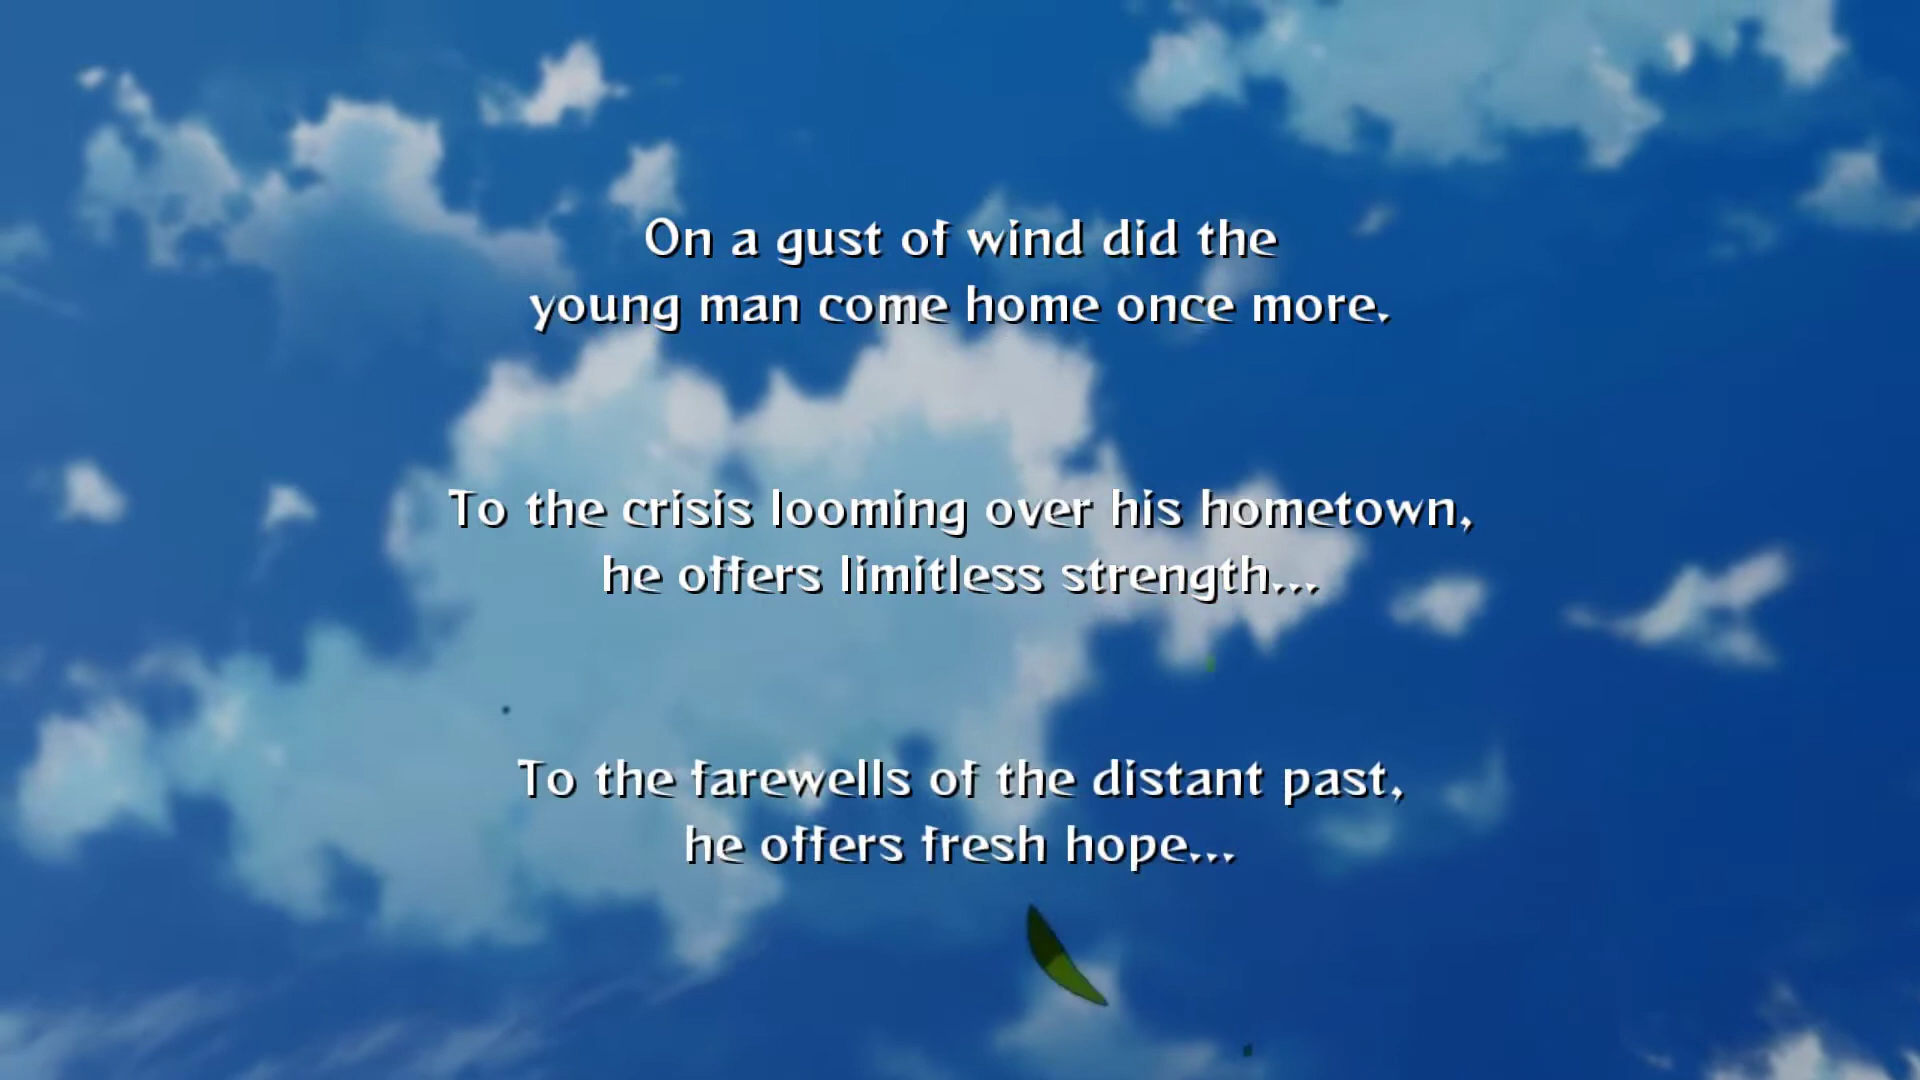 On a gust of wind did the
young man come home once more.
To the crisis looming over his hometown,
he offers limitless strength...
To the farewells of the distant past,
he offers fresh hope...